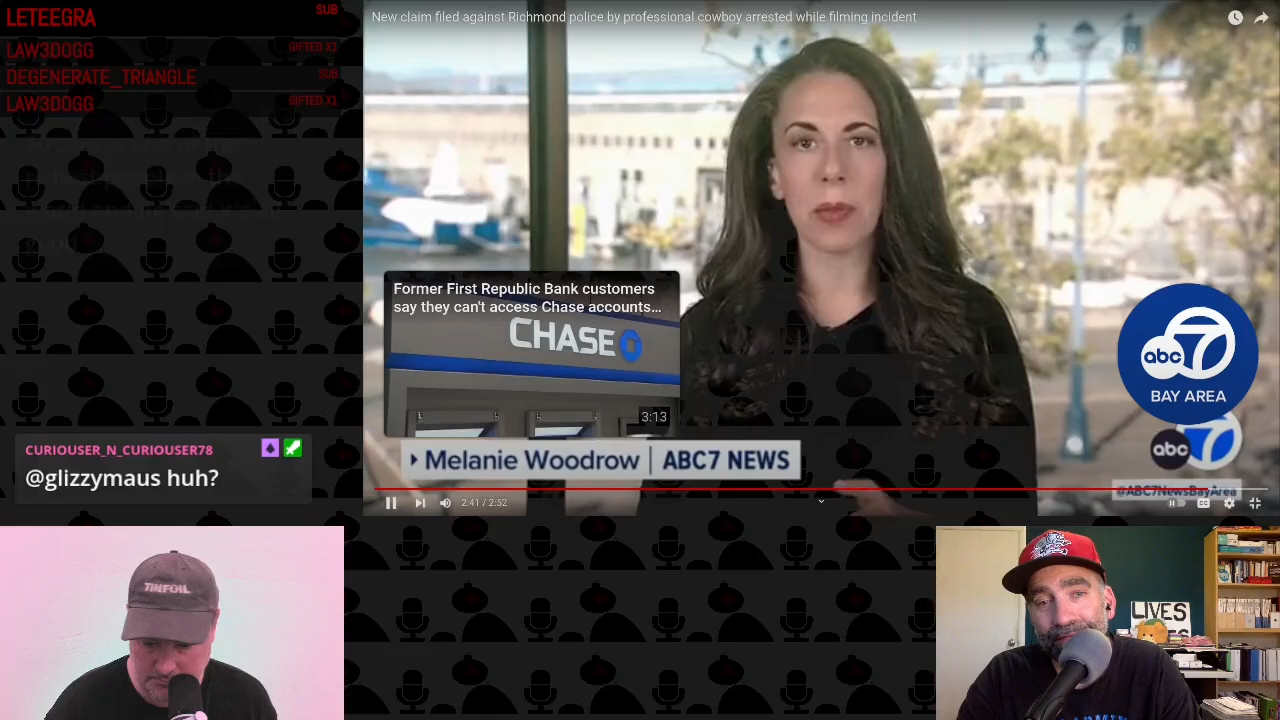 LETEEGRA SUB
LAW3DOGG GIFTED X1
DEGENERATE_TRIANGLE SUB
LAW3DOGG GIFTED X1
New claim filed against Richmond police by professional cowboy arrested while filming incident
Former First Republic Bank customers
say they can't access Chase accounts...
CHASE
3:13
abc 7
BAY AREA
abc 7
Melanie Woodrow | ABC7 NEWS
@ABC7NewsBayArea
2:41 / 2:52
CC
CURIOUSER_N_CURIOUSER78
@glizzymaus huh?
TINFOIL
LIVES